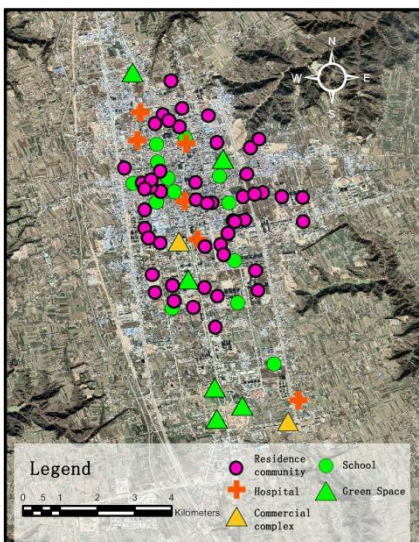 N
W E
S
Legend
Residence community
School
Hospital
Green Space
Commercial complex
0 0.5 1 2 3 4
Kilometers